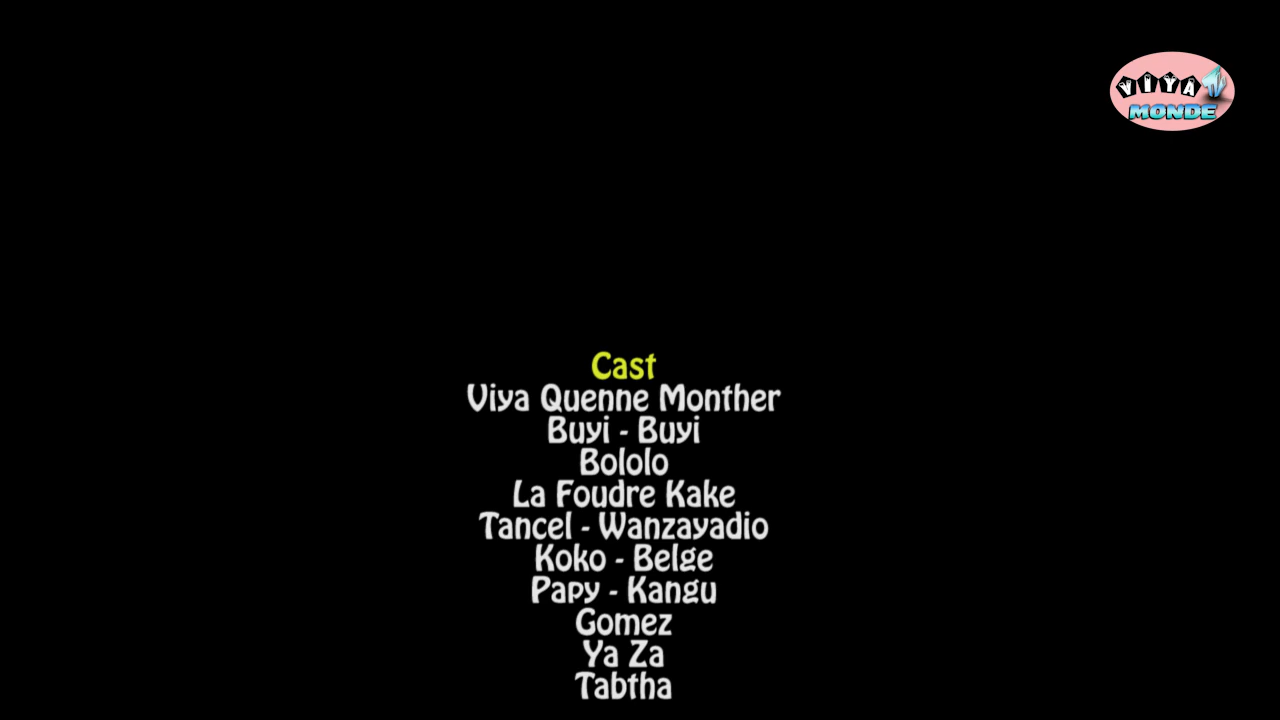 VIYA TV
MONDE
Cast
Viya Quenne Monther
Buyi - Buyi
Bololo
La Foudre Kake
Tancel - Wanzayadio
Koko - Belge
Papy - Kangu
Gomez
Ya Za
Tabtha